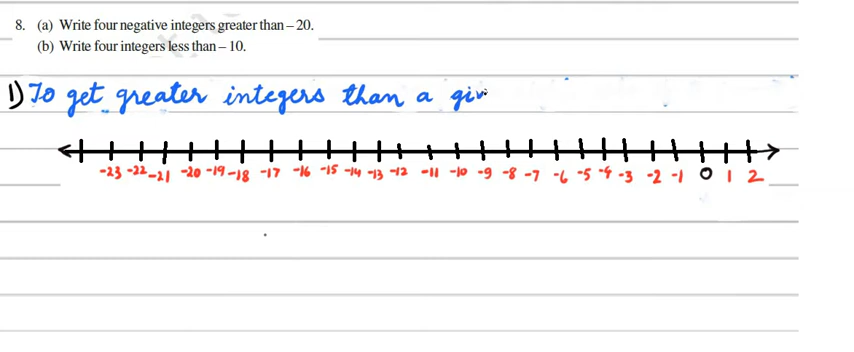 8. (a) Write four negative integers greater than – 20.
(b) Write four integers less than – 10.
1) To get greater integers than a giv
-23 -22 -21 -20 -19 -18 -17 -16 -15 -14 -13 -12 -11 -10 -9 -8 -7 -6 -5 -4 -3 -2 -1 0 1 2